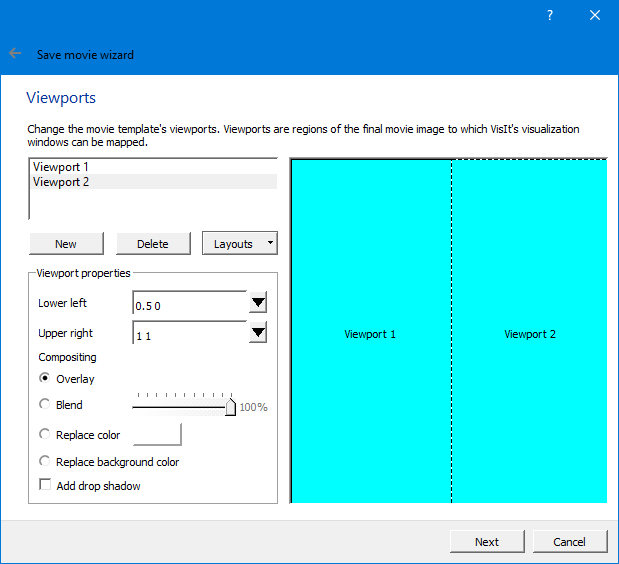 ?
Save movie wizard
Viewports
Change the movie template's viewports. Viewports are regions of the final movie image to which VisIt's visualization
windows can be mapped.
Viewport 1
Viewport 2
New
Delete
Layouts
Viewport properties
Lower left
0.5 0
Upper right
1 1
Compositing
Overlay
Blend
100%
Replace color
Replace background color
Add drop shadow
Viewport 1
Viewport 2
Next
Cancel